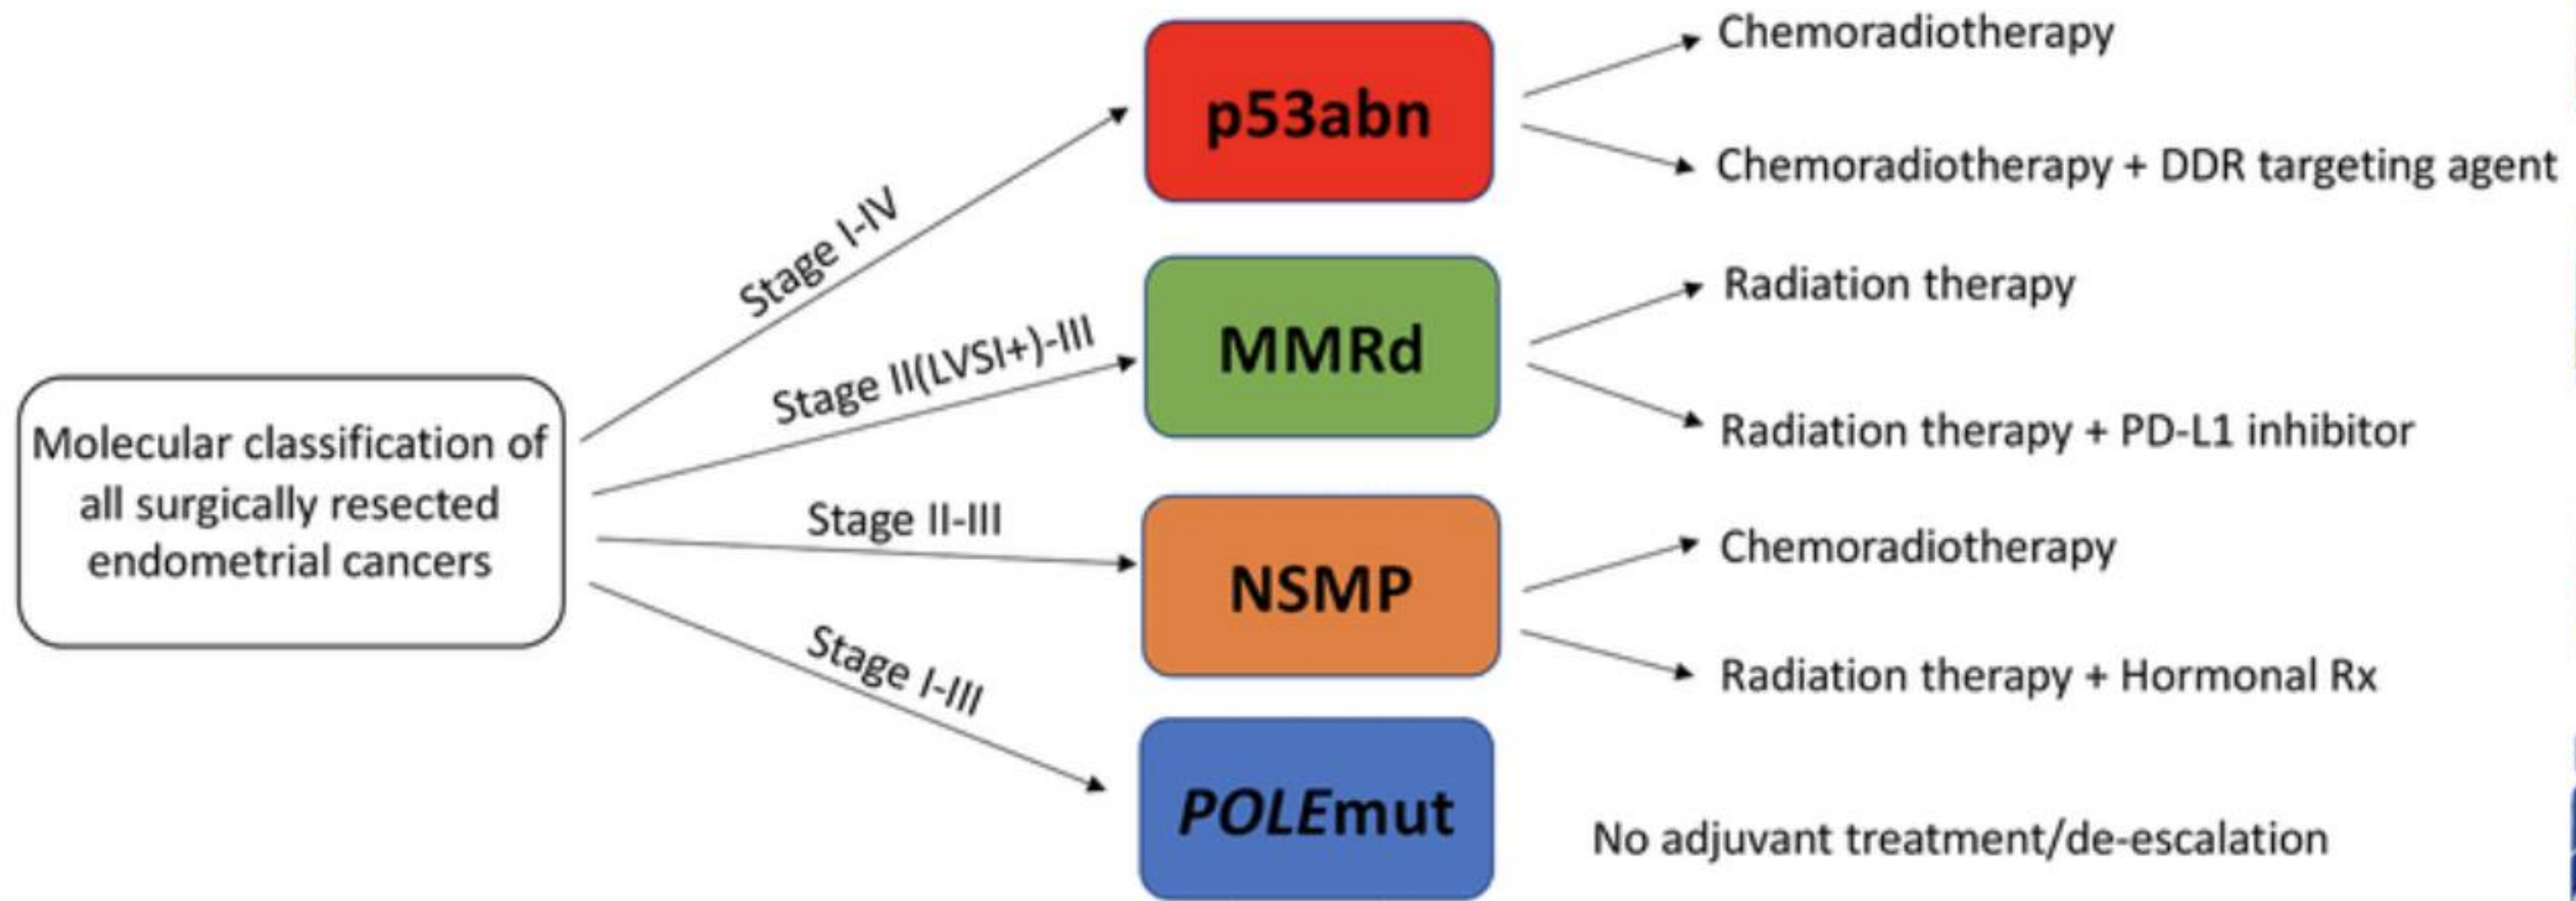 Molecular classification of
all surgically resected
endometrial cancers
Stage I-IV
p53abn
Chemoradiotherapy
Chemoradiotherapy + DDR targeting agent
Stage II(LVSI+)-III
MMRd
Radiation therapy
Radiation therapy + PD-L1 inhibitor
Stage II-III
NSMP
Chemoradiotherapy
Radiation therapy + Hormonal Rx
Stage I-III
POLEmut
No adjuvant treatment/de-escalation